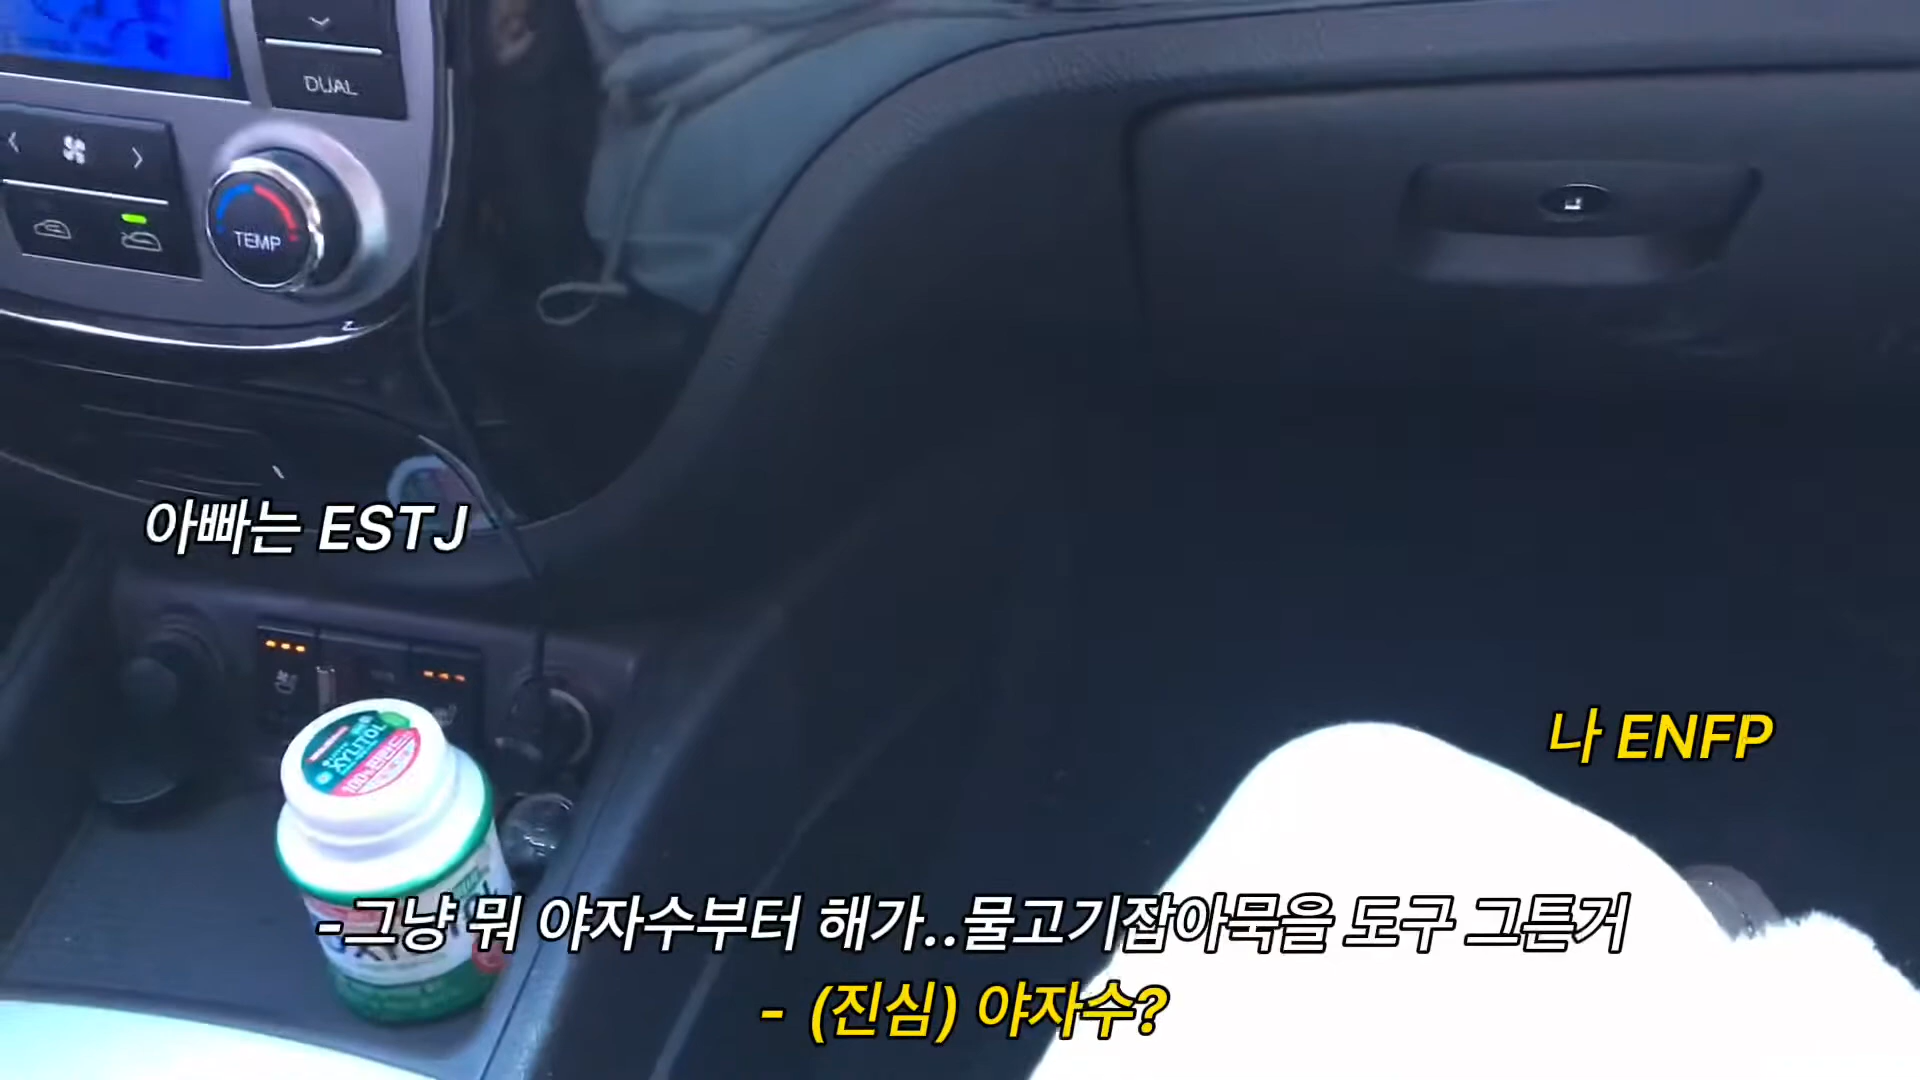 DUAL
TEMP
아빠는 ESTJ
XYLITOL
나 ENFP
-그냥 뭐 야자수부터 해가..물고기잡아묵을 도구 그튼거
- (진심) 야자수?